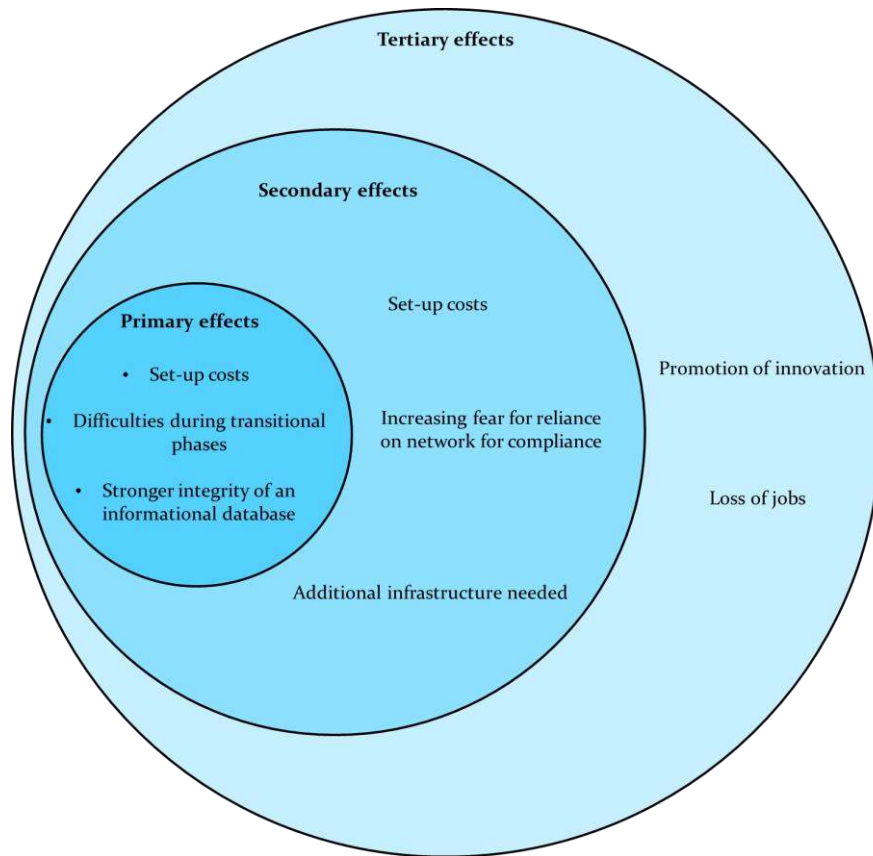 Tertiary effects
Secondary effects
Set-up costs
Primary effects
• Set-up costs
• Difficulties during transitional
phases
• Stronger integrity of an
informational database
Increasing fear for reliance
on network for compliance
Additional infrastructure needed
Promotion of innovation
Loss of jobs